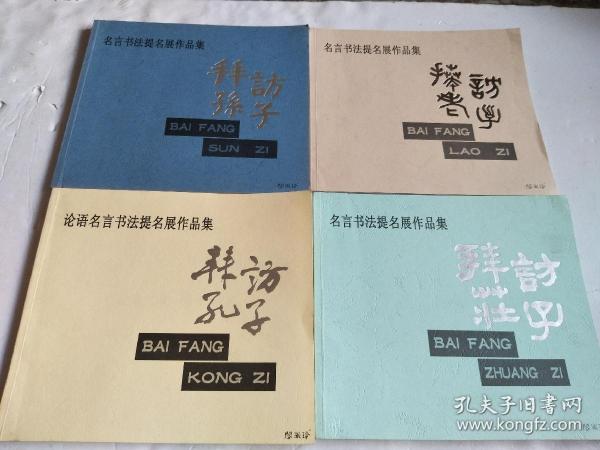 名言书法提名展作品集
拜訪
孫子
BAI FANG
SUN ZI
名言书法提名展作品集
拜訪
老子
BAI FANG
LAO ZI
论语名言书法提名展作品集
拜訪
孔子
BAI FANG
KONG ZI
名言书法提名展作品集
拜訪
莊子
BAI FANG
ZHUANG ZI
孔夫子旧书网
www.kongfz.com